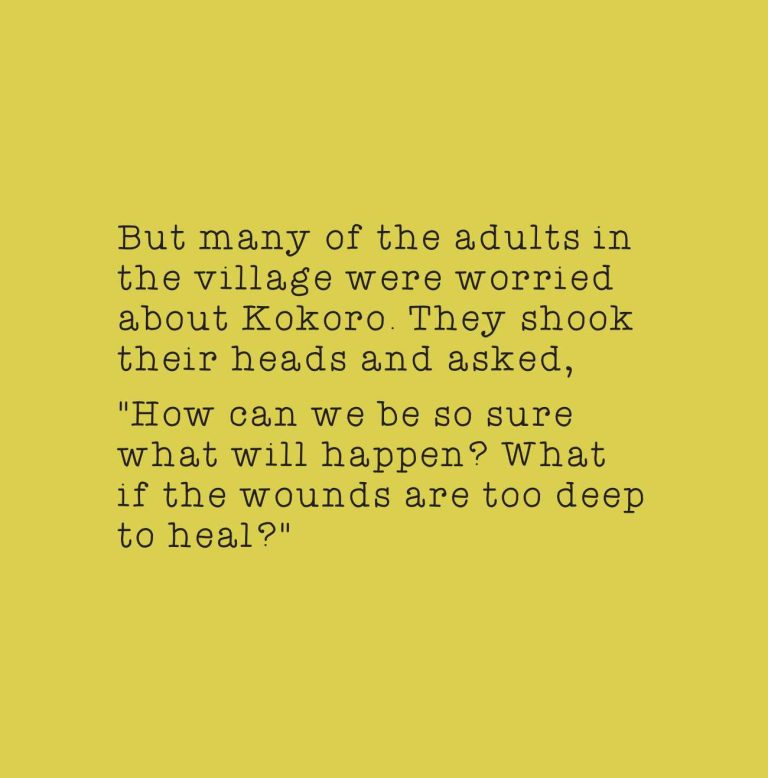 But many of the adults in
the village were worried
about Kokoro. They shook
their heads and asked,
"How can we be so sure
what will happen? What
if the wounds are too deep
to heal?"